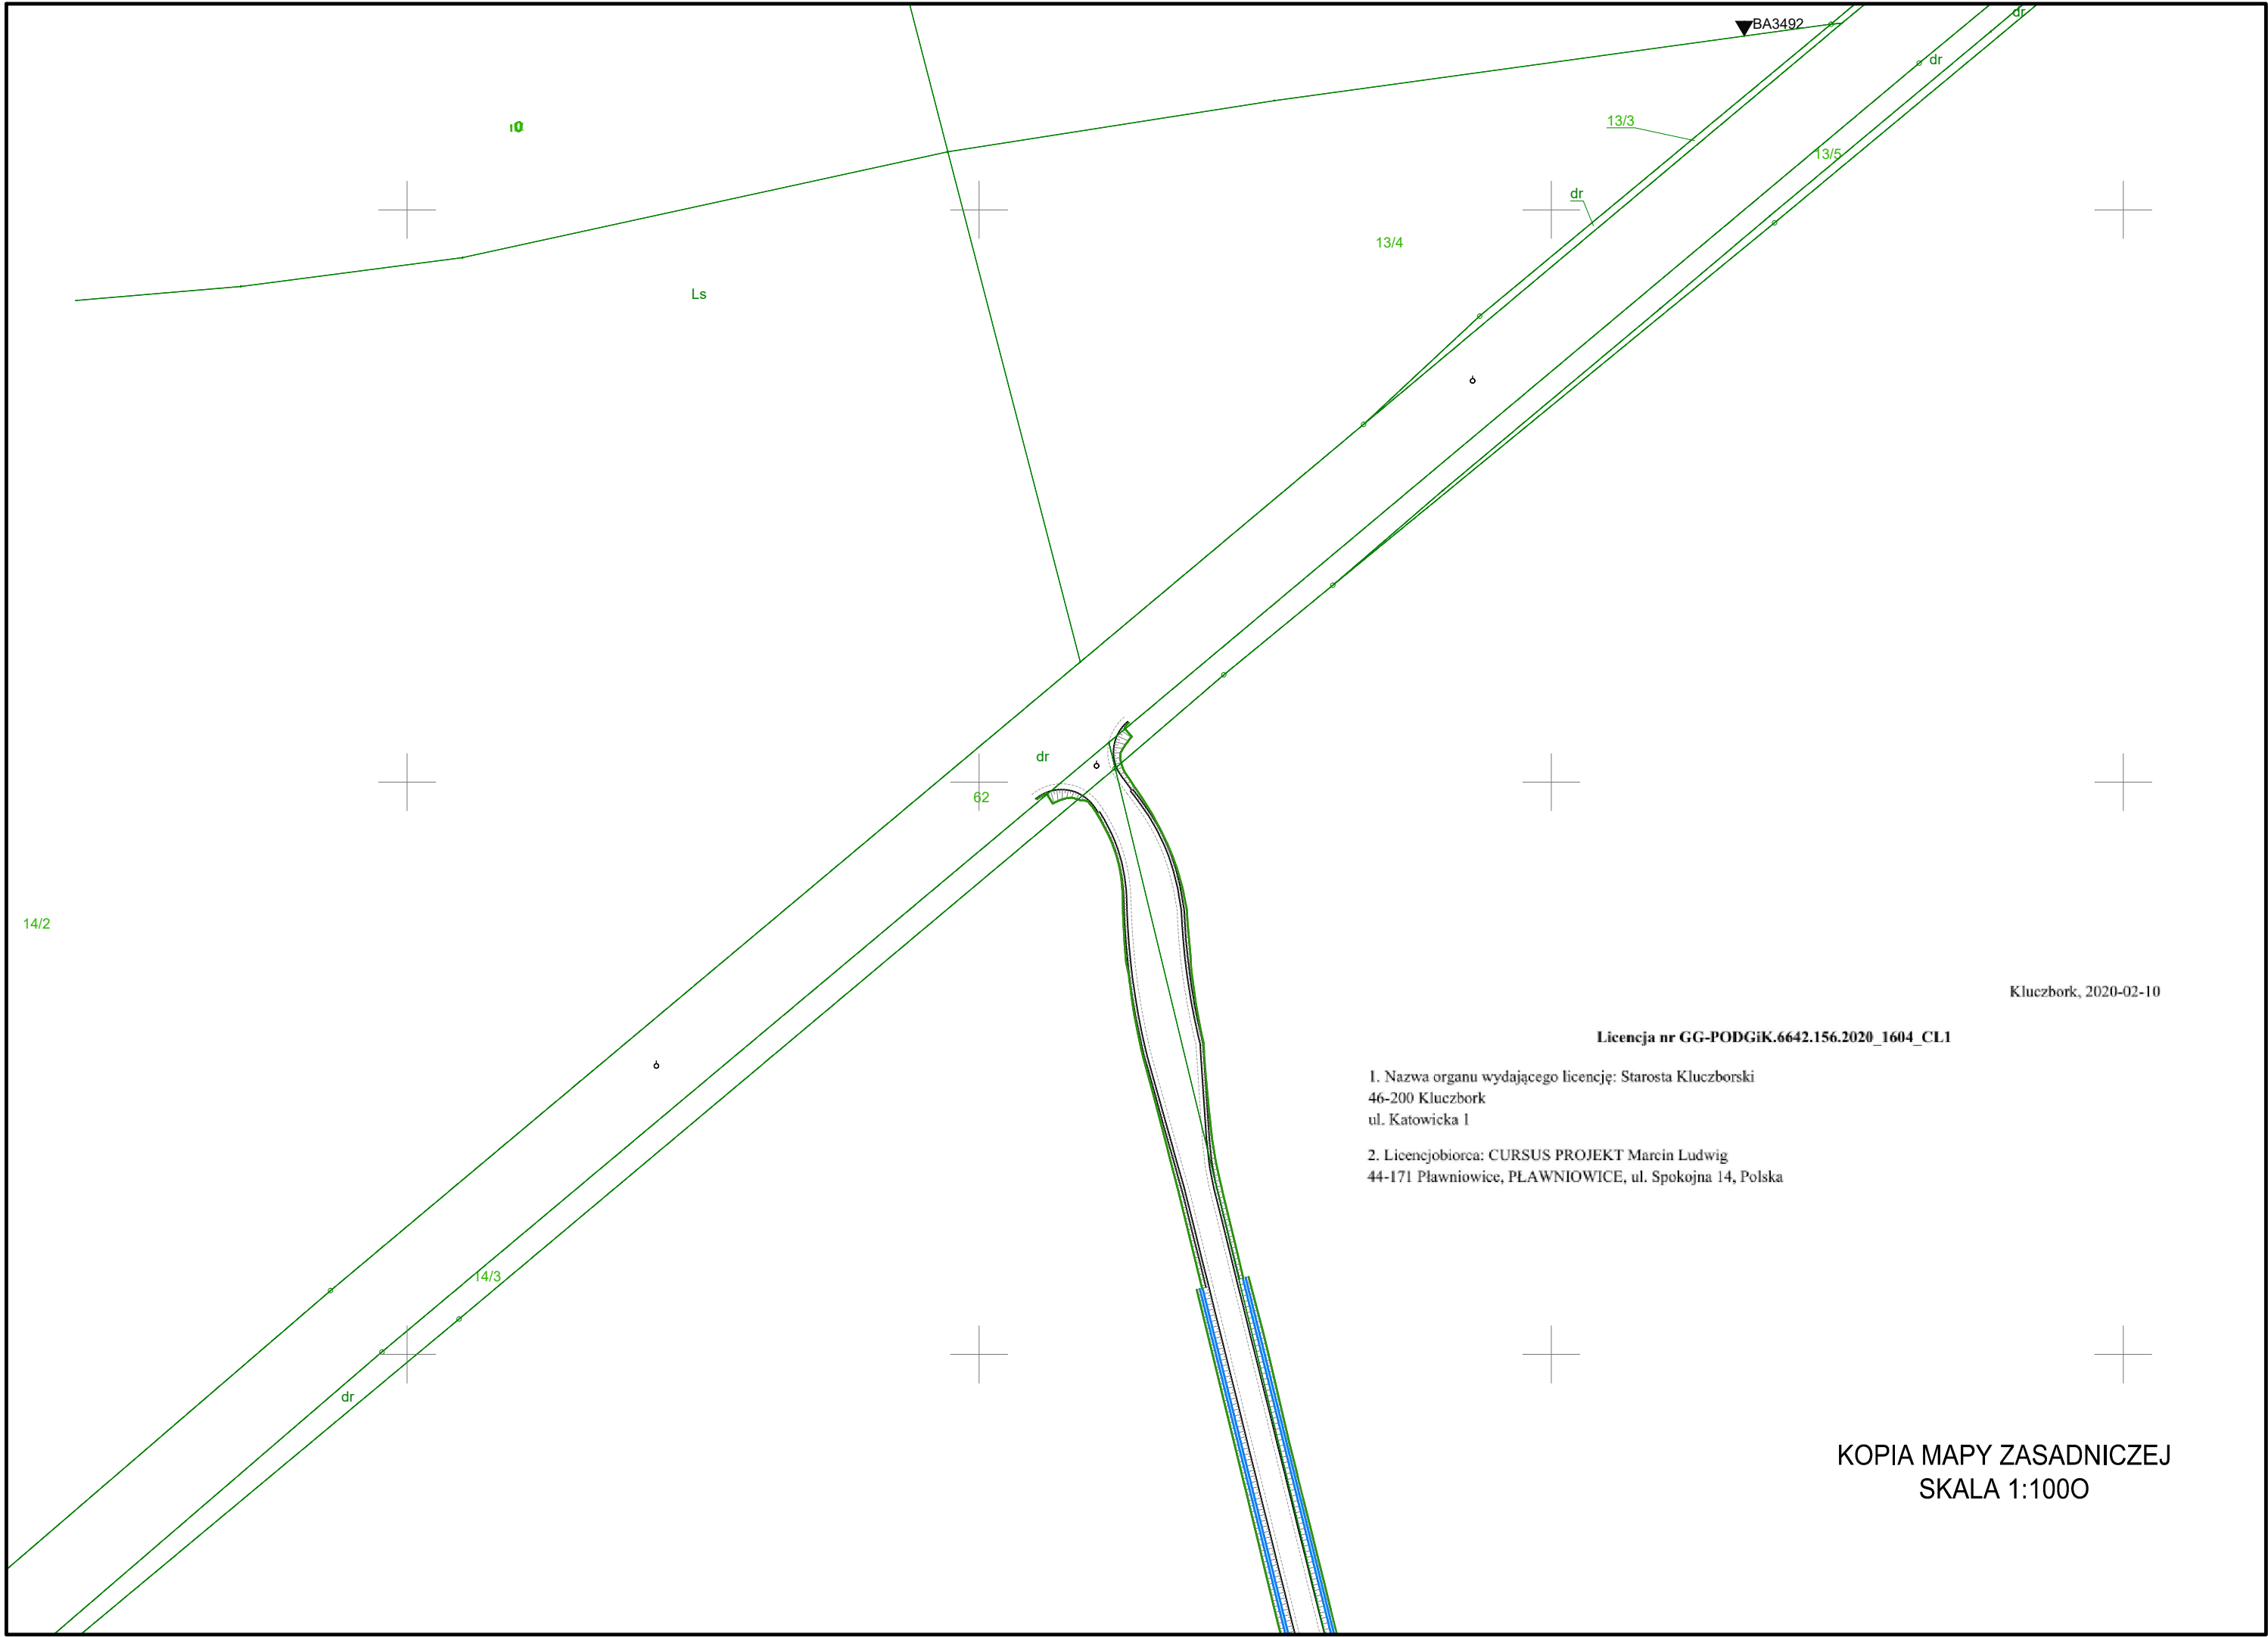 dr
BA3492
dr
13/3
13/5
dr
13/4
Ls
dr
62
14/2
Kluczbork, 2020-02-10
Licencja nr GG-PODGiK.6642.156.2020_1604_CL1
1. Nazwa organu wydającego licencję: Starosta Kluczborski
46-200 Kluczbork
ul. Katowicka 1
2. Licencjobiorca: CURSUS PROJEKT Marcin Ludwig
44-171 Pławniowice, PŁAWNIOWICE, ul. Spokojna 14, Polska
14/3
dr
KOPIA MAPY ZASADNICZEJ
SKALA 1:100O